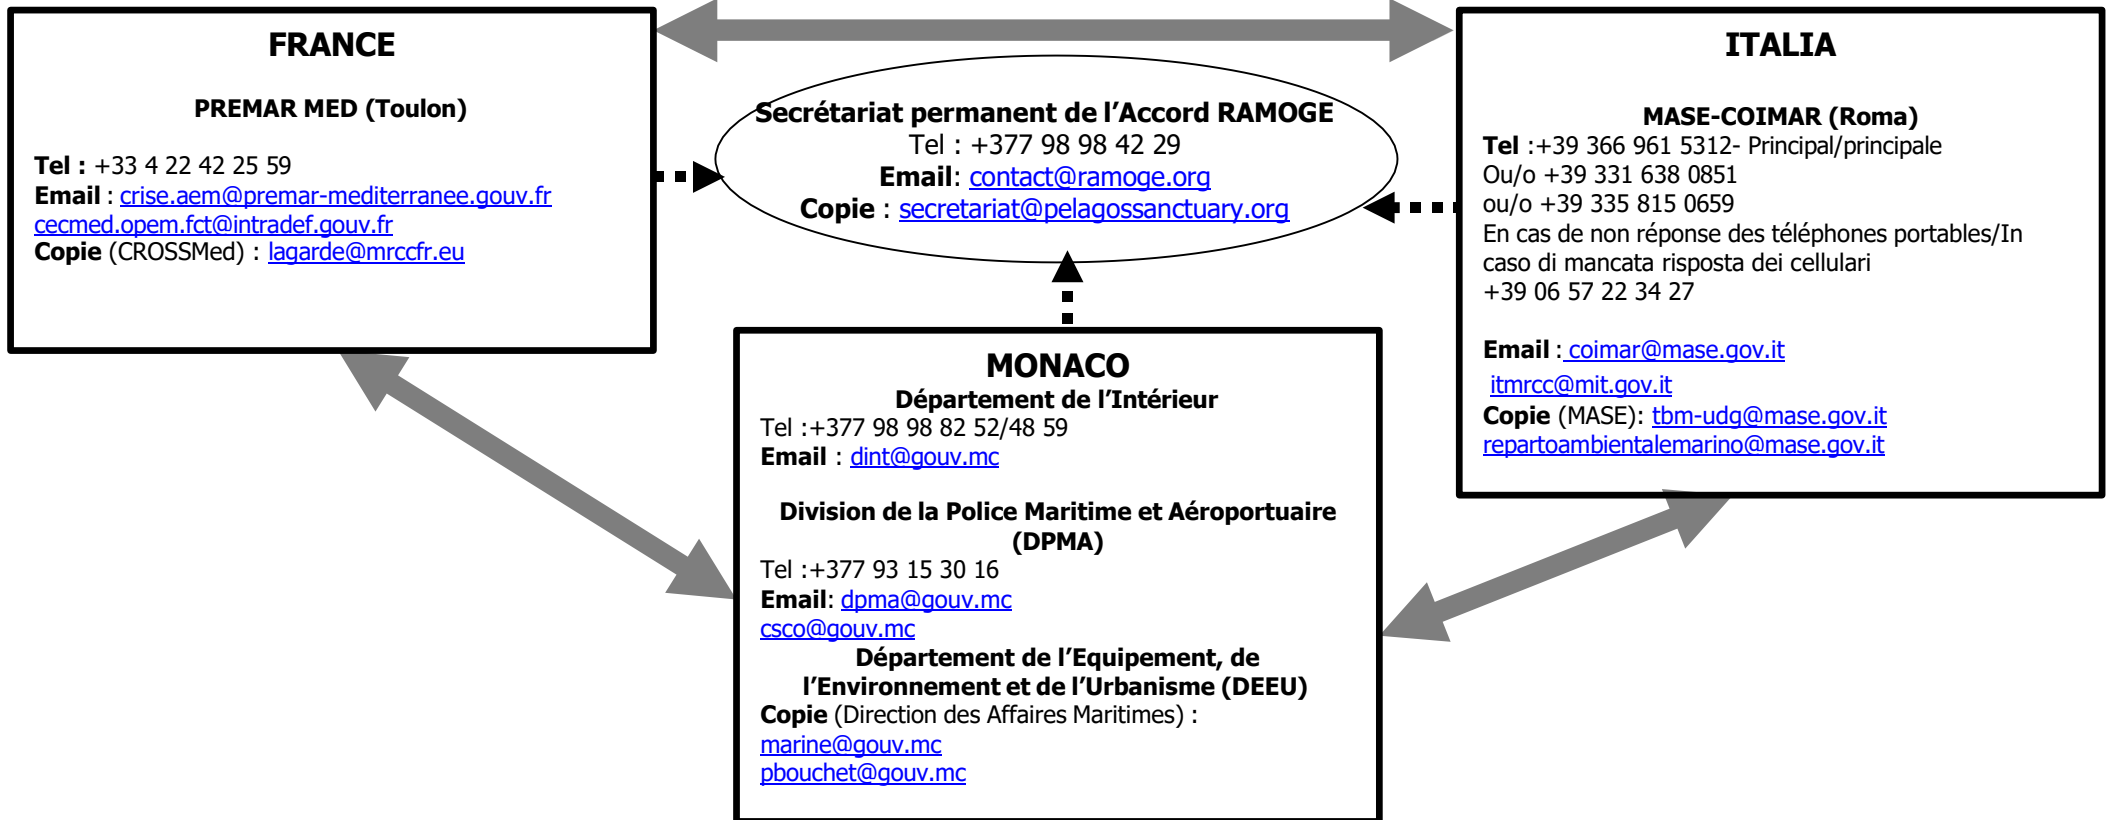 FRANCE
PREMAR MED (Toulon)
Tel : +33 4 22 42 25 59
Email : crise.aem@premar-mediterranee.gouv.fr
cecmed.opem.fct@intradef.gouv.fr
Copie (CROSSMed) : lagarde@mrccfr.eu
Secrétariat permanent de l’Accord RAMOGE
Tel : +377 98 98 42 29
Email: contact@ramoge.org
Copie : secretariat@pelagossanctuary.org
ITALIA
MASE-COIMAR (Roma)
Tel :+39 366 961 5312- Principal/principale
Ou/o +39 331 638 0851
ou/o +39 335 815 0659
En cas de non réponse des téléphones portables/In
caso di mancata risposta dei cellulari
+39 06 57 22 34 27
Email : coimar@mase.gov.it
itmrcc@mit.gov.it
Copie (MASE): tbm-udg@mase.gov.it
repartoambientalemarino@mase.gov.it
MONACO
Département de l’Intérieur
Tel :+377 98 98 82 52/48 59
Email : dint@gouv.mc
Division de la Police Maritime et Aéroportuaire
(DPMA)
Tel :+377 93 15 30 16
Email: dpma@gouv.mc
csco@gouv.mc
Département de l’Equipement, de
l’Environnement et de l’Urbanisme (DEEU)
Copie (Direction des Affaires Maritimes) :
marine@gouv.mc
pbouchet@gouv.mc